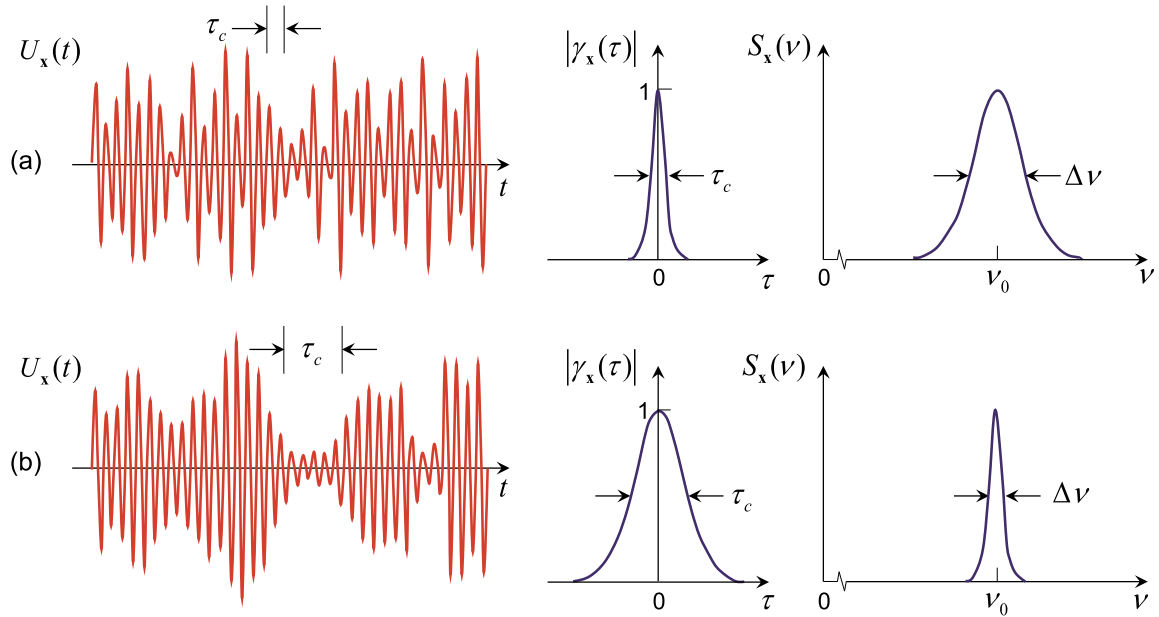 τ_c
U_x(t)
|γ_x(τ)|
S_x(ν)
1
(a)
t
τ_c
Δν
0
τ
0
ν_0
ν
U_x(t)
τ_c
|γ_x(τ)|
S_x(ν)
1
(b)
t
τ_c
Δν
0
τ
0
ν_0
ν